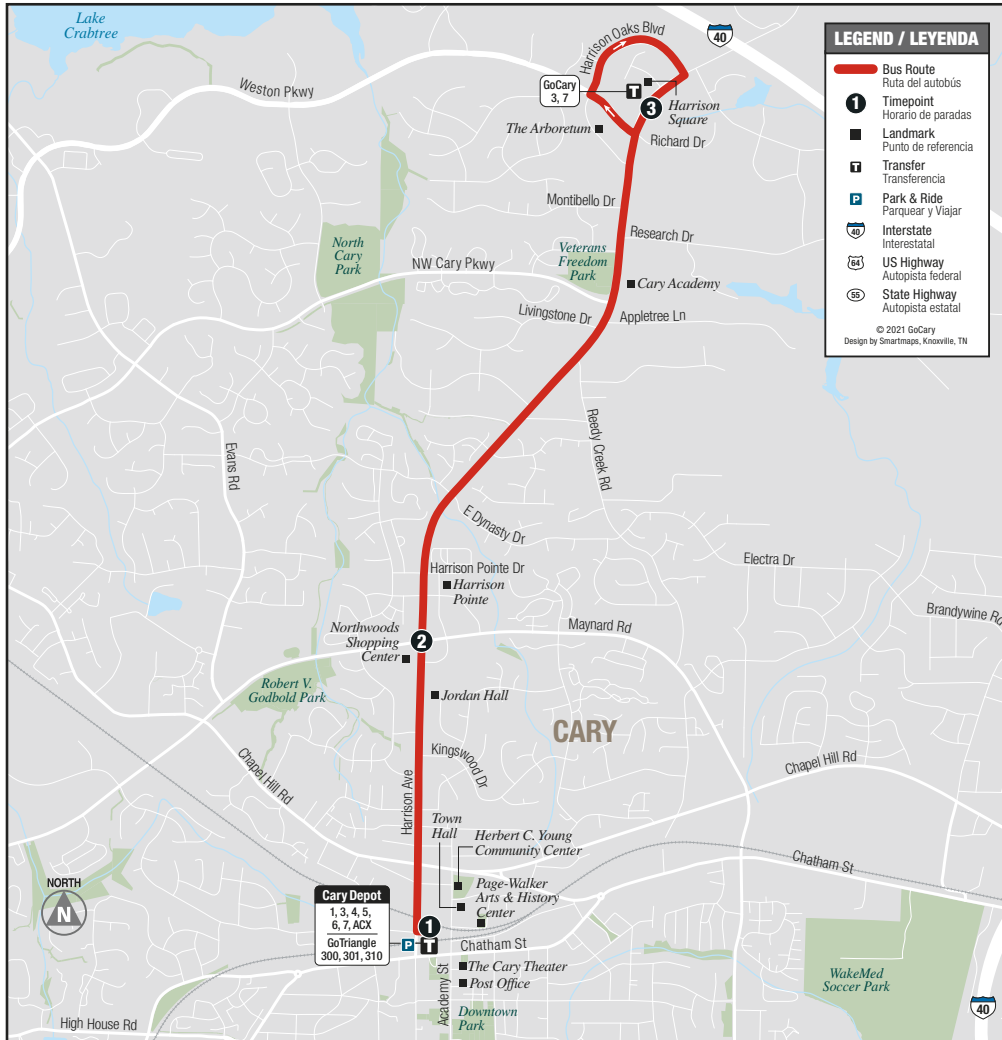 Lake
Crabtree
Weston Pkwy
Harrison Oaks Blvd
40
GoCary
3, 7
T
3
Harrison
Square
The Arboretum
Richard Dr
Montibello Dr
Research Dr
North
Cary
Park
NW Cary Pkwy
Veterans
Freedom
Park
Cary Academy
Livingstone Dr
Appletree Ln
Evans Rd
Reedy Creek Rd
E Dynasty Dr
Harrison Pointe Dr
Harrison
Pointe
Electra Dr
Brandywine Rd
Northwoods
Shopping
Center
2
Maynard Rd
Robert V.
Godbold Park
Jordan Hall
CARY
Kingswood Dr
Chapel Hill Rd
Harrison Ave
Chapel Hill Rd
Town
Hall
Herbert C. Young
Community Center
Chatham St
Page-Walker
Arts & History
Center
NORTH
N
Cary Depot
1, 3, 4, 5,
6, 7, ACX
GoTriangle
300, 301, 310
1
P
T
Chatham St
The Cary Theater
Post Office
Academy St
Downtown
Park
WakeMed
Soccer Park
High House Rd
40
LEGEND / LEYENDA
Bus Route
Ruta del autobús
1
Timepoint
Horario de paradas
Landmark
Punto de referencia
T
Transfer
Transferencia
P
Park & Ride
Parquear y Viajar
40
Interstate
Interestatal
64
US Highway
Autopista federal
55
State Highway
Autopista estatal
© 2021 GoCary
Design by Smartmaps, Knoxville, TN